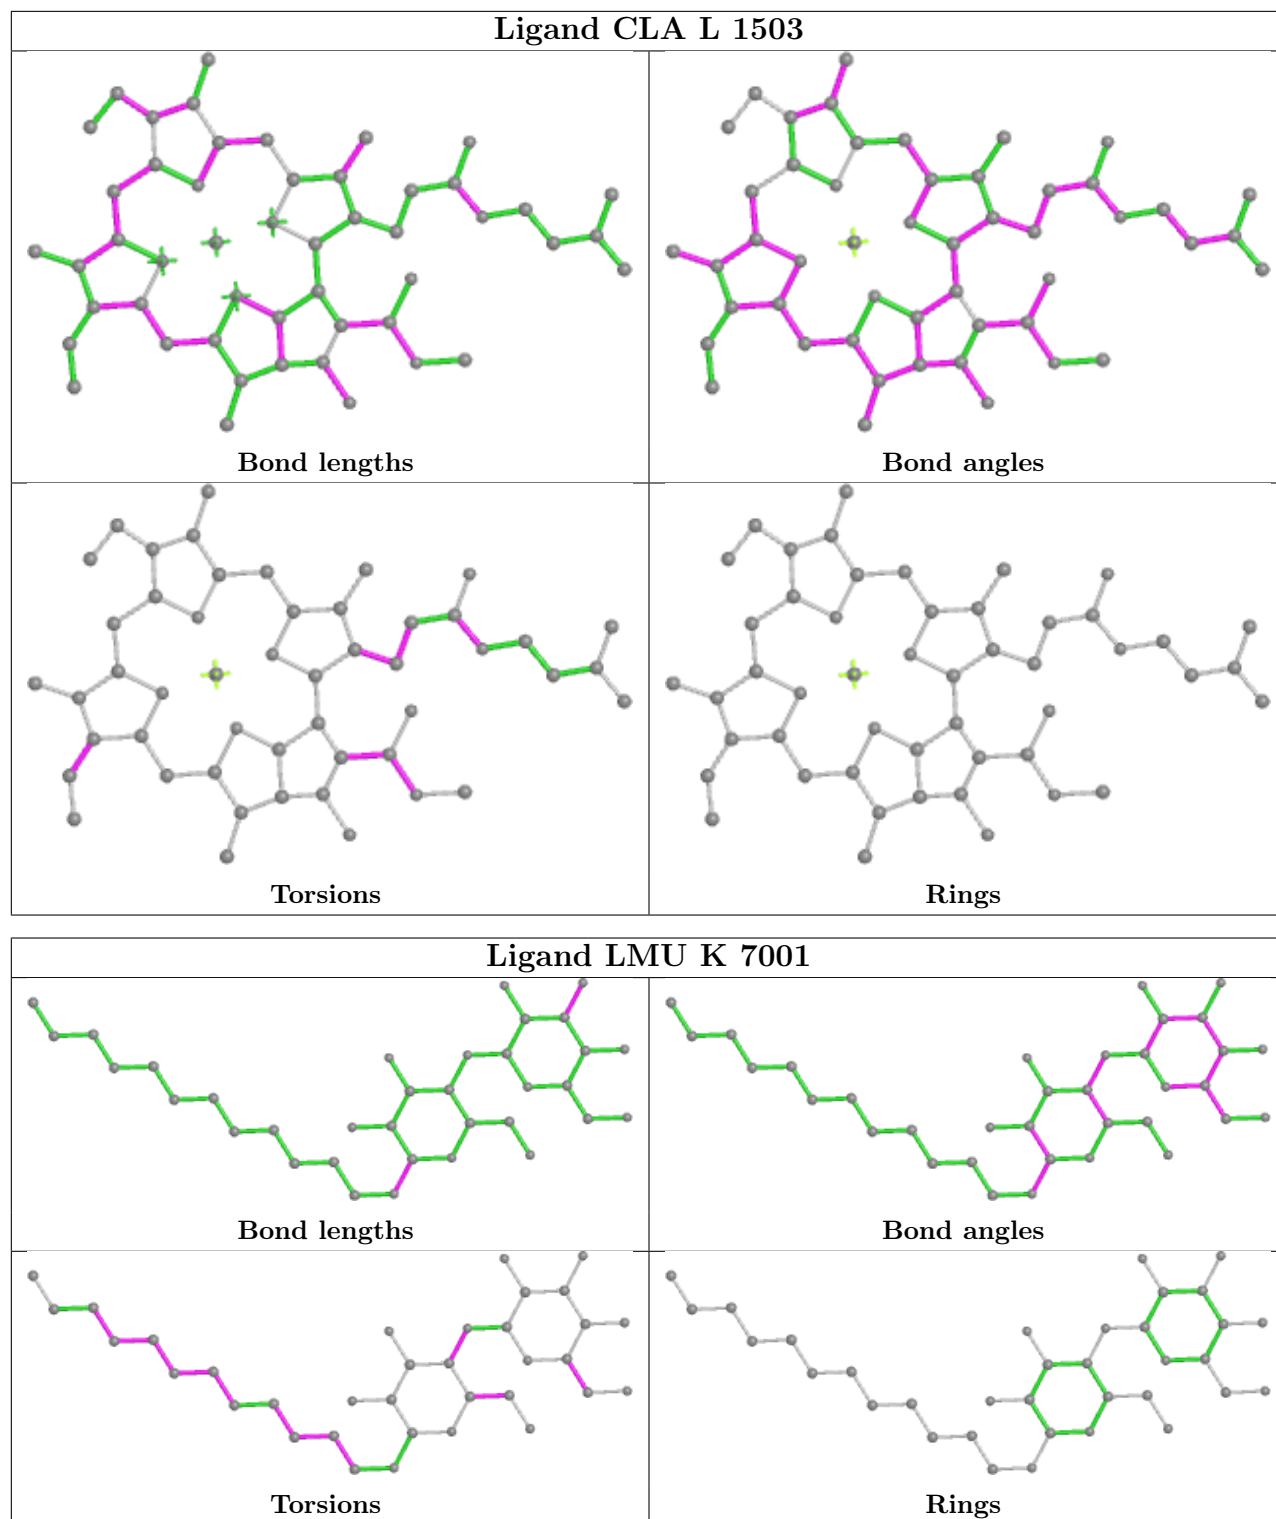 Ligand CLA L 1503
Bond lengths
Bond angles
Torsions
Rings
Ligand LMU K 7001
Bond lengths
Bond angles
Torsions
Rings